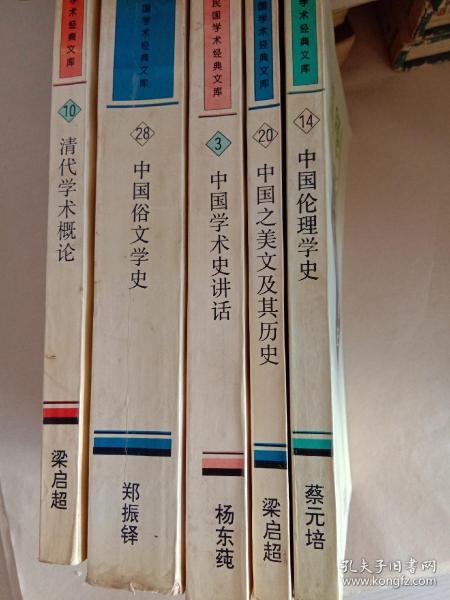 学术经典文库
10
清代学术概论
梁启超
国学术经典文库
28
中国俗文学史
郑振铎
民国学术经典文库
3
中国学术史讲话
杨东莼
国学术经典文库
20
中国之美文及其历史
梁启超
学术经典文库
14
中国伦理学史
蔡元培
孔夫子旧书网
www.kongfz.com